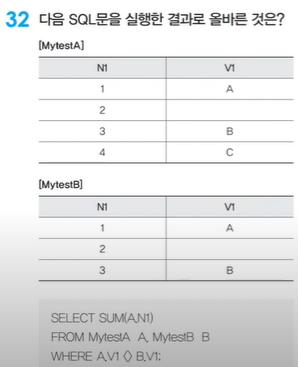 32 다음 SQL문을 실행한 결과로 올바른 것은?
[MytestA]
N1 V1
1 A
2
3 B
4 C
[MytestB]
N1 V1
1 A
2
3 B
SELECT SUM(A.N1)
FROM MytestA A, MytestB B
WHERE A.V1 <> B.V1;